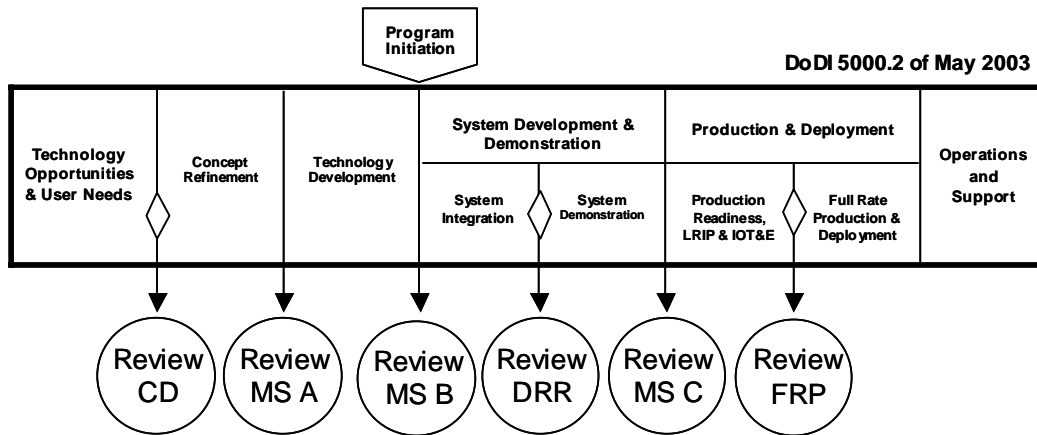 Program
Initiation
DoDI 5000.2 of May 2003
Technology
Opportunities
& User Needs
Concept
Refinement
Technology
Development
System Development &
Demonstration
System
Integration
System
Demonstration
Production & Deployment
Production
Readiness,
LRIP & IOT&E
Full Rate
Production &
Deployment
Operations
and
Support
Review
CD
Review
MS A
Review
MS B
Review
DRR
Review
MS C
Review
FRP